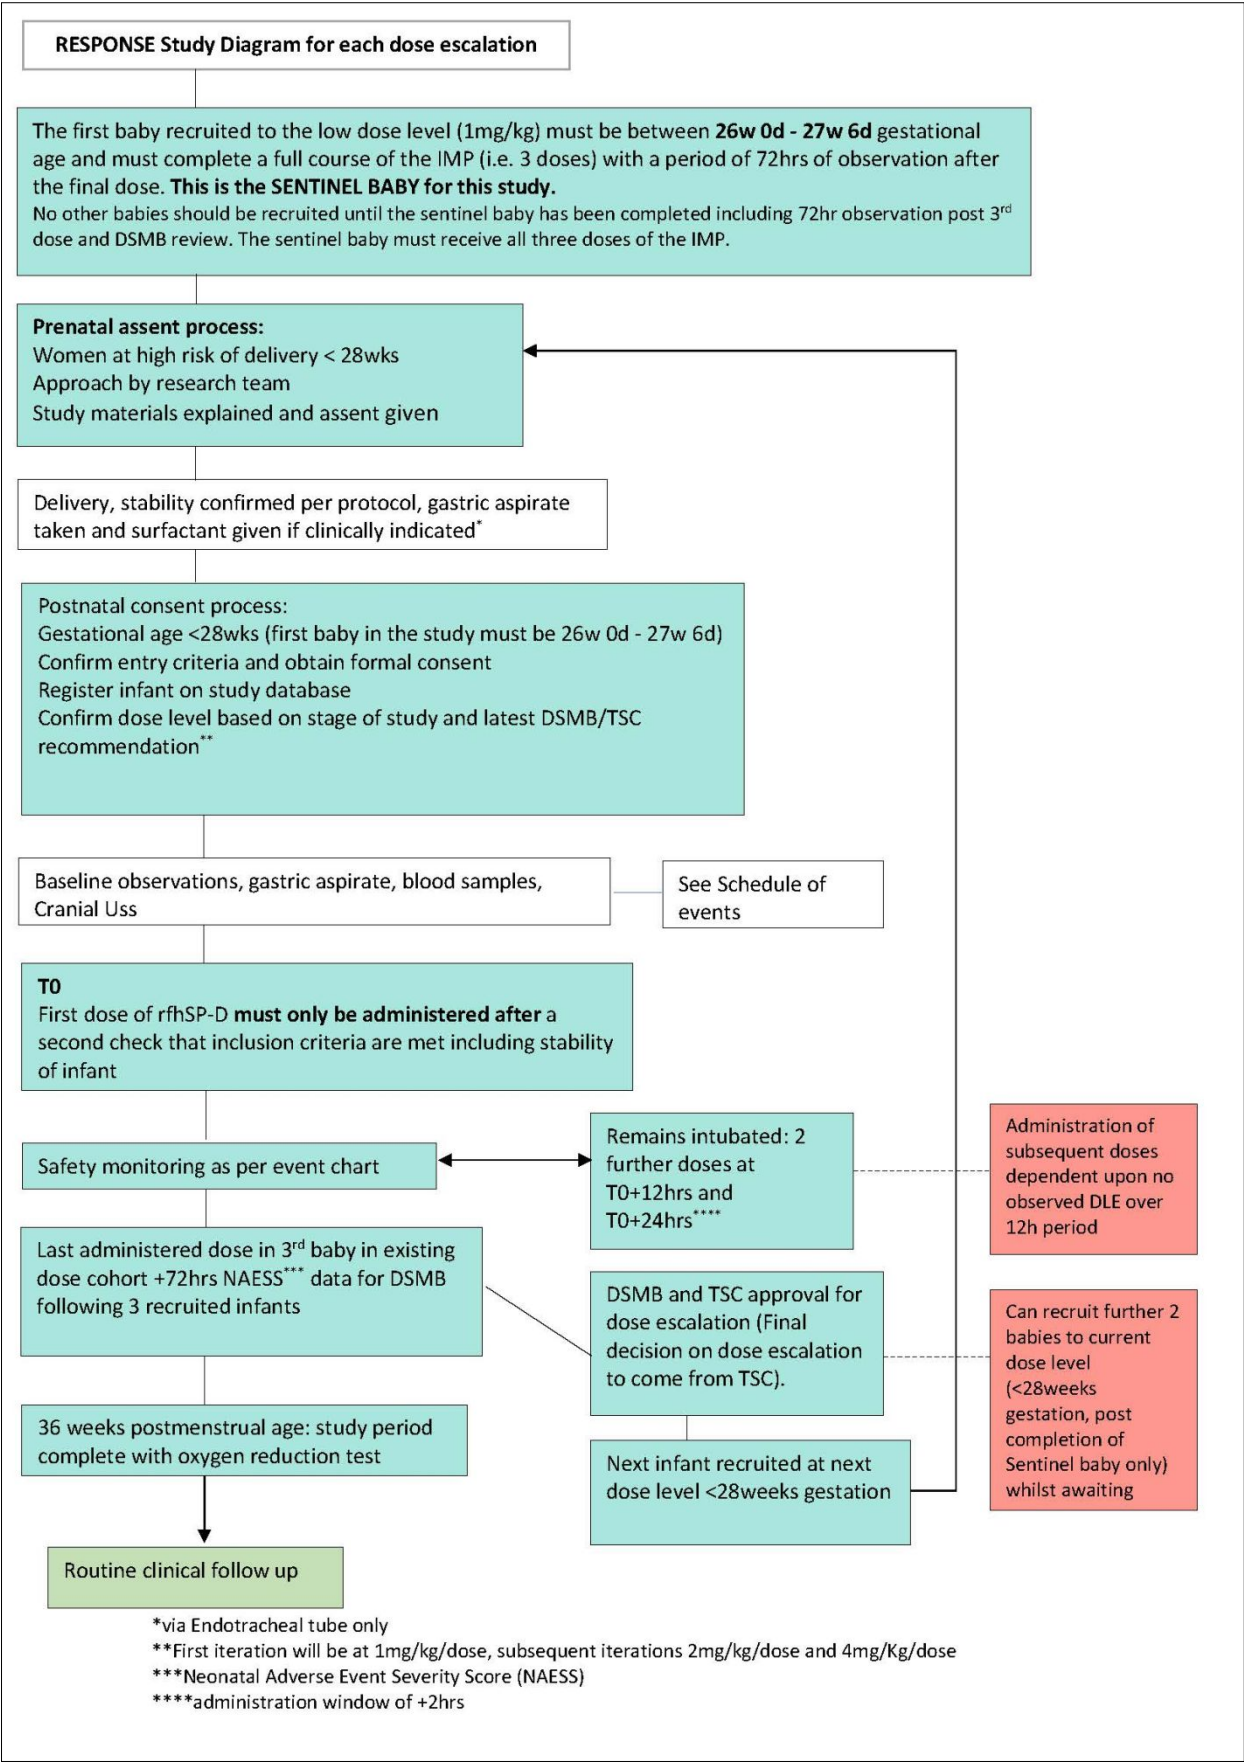 RESPONSE Study Diagram for each dose escalation
The first baby recruited to the low dose level (1mg/kg) must be between 26w 0d - 27w 6d gestational
age and must complete a full course of the IMP (i.e. 3 doses) with a period of 72hrs of observation after
the final dose. This is the SENTINEL BABY for this study.
No other babies should be recruited until the sentinel baby has been completed including 72hr observation post 3rd
dose and DSMB review. The sentinel baby must receive all three doses of the IMP.
Prenatal assent process:
Women at high risk of delivery < 28wks
Approach by research team
Study materials explained and assent given
Delivery, stability confirmed per protocol, gastric aspirate
taken and surfactant given if clinically indicated*
Postnatal consent process:
Gestational age <28wks (first baby in the study must be 26w 0d - 27w 6d)
Confirm entry criteria and obtain formal consent
Register infant on study database
Confirm dose level based on stage of study and latest DSMB/TSC
recommendation**
Baseline observations, gastric aspirate, blood samples,
Cranial Uss
See Schedule of
events
T0
First dose of rfhSP-D must only be administered after a
second check that inclusion criteria are met including stability
of infant
Safety monitoring as per event chart
Remains intubated: 2
further doses at
T0+12hrs and
T0+24hrs****
Administration of
subsequent doses
dependent upon no
observed DLE over
12h period
Last administered dose in 3rd baby in existing
dose cohort +72hrs NAESS*** data for DSMB
following 3 recruited infants
DSMB and TSC approval for
dose escalation (Final
decision on dose escalation
to come from TSC).
Can recruit further 2
babies to current
dose level
(<28weeks
gestation, post
completion of
Sentinel baby only)
whilst awaiting
36 weeks postmenstrual age: study period
complete with oxygen reduction test
Next infant recruited at next
dose level <28weeks gestation
Routine clinical follow up
*via Endotracheal tube only
**First iteration will be at 1mg/kg/dose, subsequent iterations 2mg/kg/dose and 4mg/Kg/dose
***Neonatal Adverse Event Severity Score (NAESS)
****administration window of +2hrs